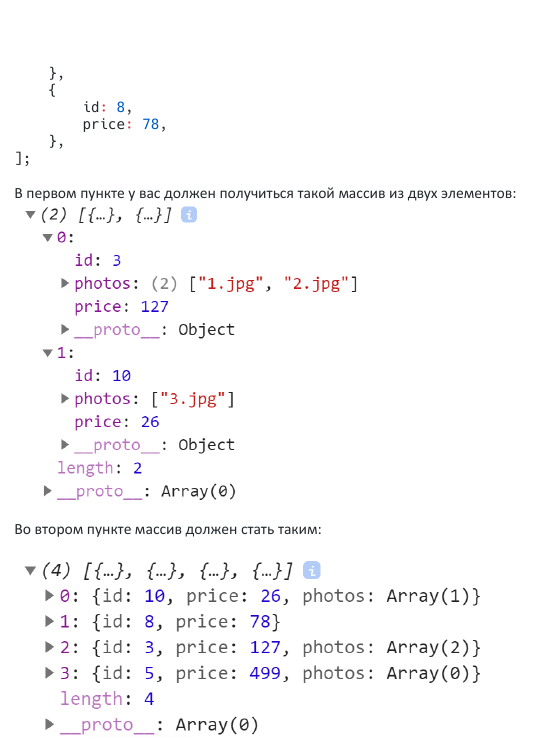 },
{
id: 8,
price: 78,
},
];
В первом пункте у вас должен получиться такой массив из двух элементов:
▼(2) [{…}, {…}] i
▼0:
id: 3
▶photos: (2) ["1.jpg", "2.jpg"]
price: 127
▶__proto__: Object
▼1:
id: 10
▶photos: ["3.jpg"]
price: 26
▶__proto__: Object
length: 2
▶__proto__: Array(0)
Во втором пункте массив должен стать таким:
▼(4) [{…}, {…}, {…}, {…}] i
▶0: {id: 10, price: 26, photos: Array(1)}
▶1: {id: 8, price: 78}
▶2: {id: 3, price: 127, photos: Array(2)}
▶3: {id: 5, price: 499, photos: Array(0)}
length: 4
▶__proto__: Array(0)